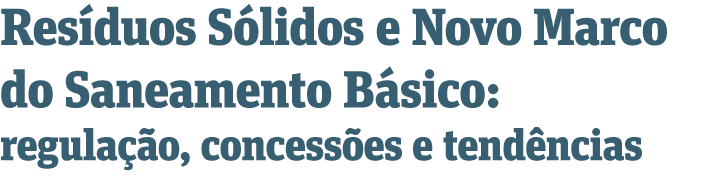 Resíduos Sólidos e Novo Marco
do Saneamento Básico:
regulação, concessões e tendências